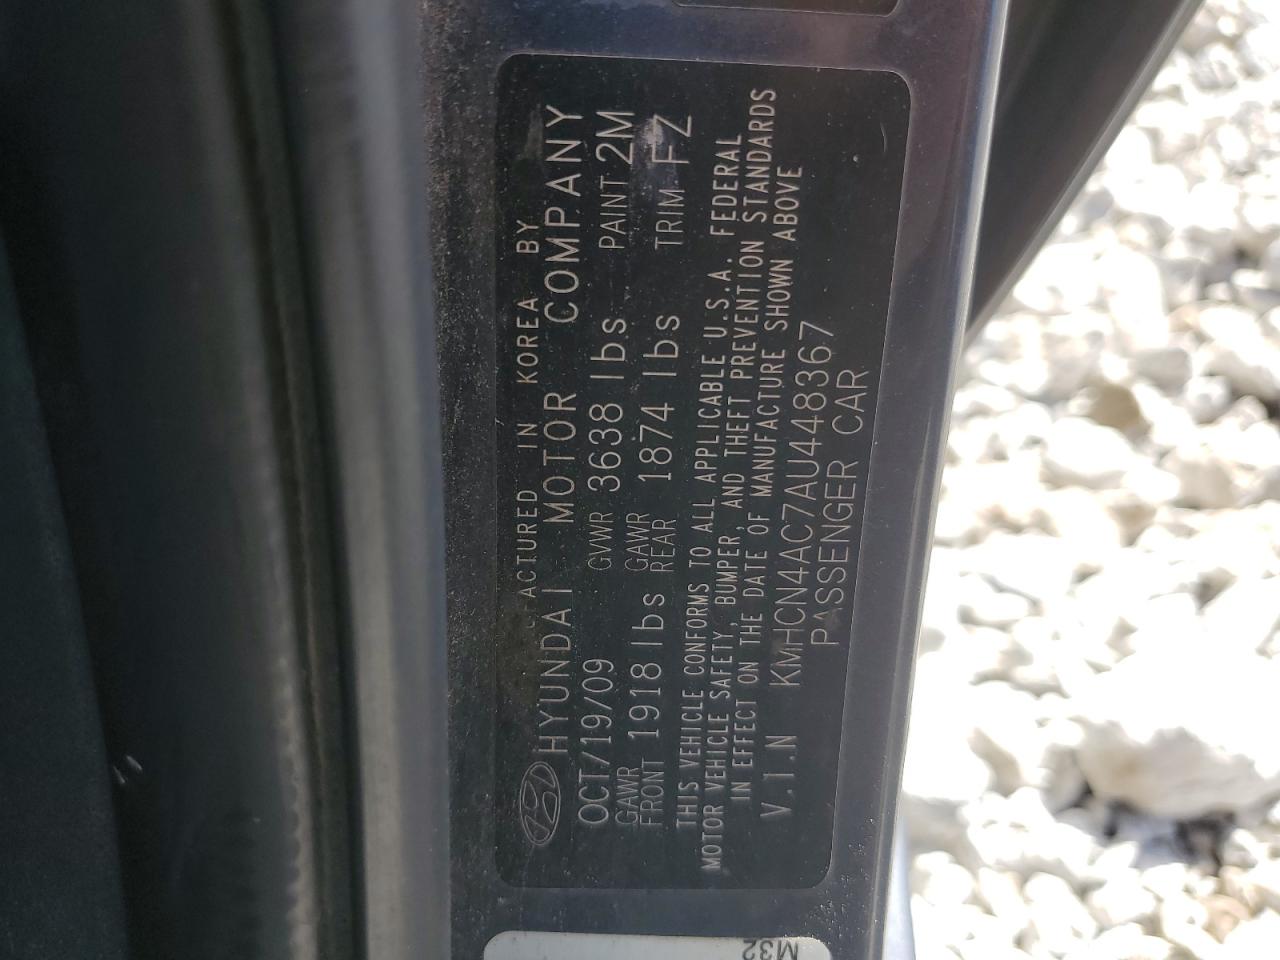 FACTURED IN KOREA BY
HYUNDAI MOTOR COMPANY
OCT/19/09 GVWR 3638 lbs PAINT 2M
GAWR FRONT 1918 lbs GAWR REAR 1874 lbs TRIM FZ
THIS VEHICLE CONFORMS TO ALL APPLICABLE U.S.A. FEDERAL
MOTOR VEHICLE SAFETY, BUMPER, AND THEFT PREVENTION STANDARDS
IN EFFECT ON THE DATE OF MANUFACTURE SHOWN ABOVE
V.I.N KMHCN4AC7AU448367
PASSENGER CAR
M32